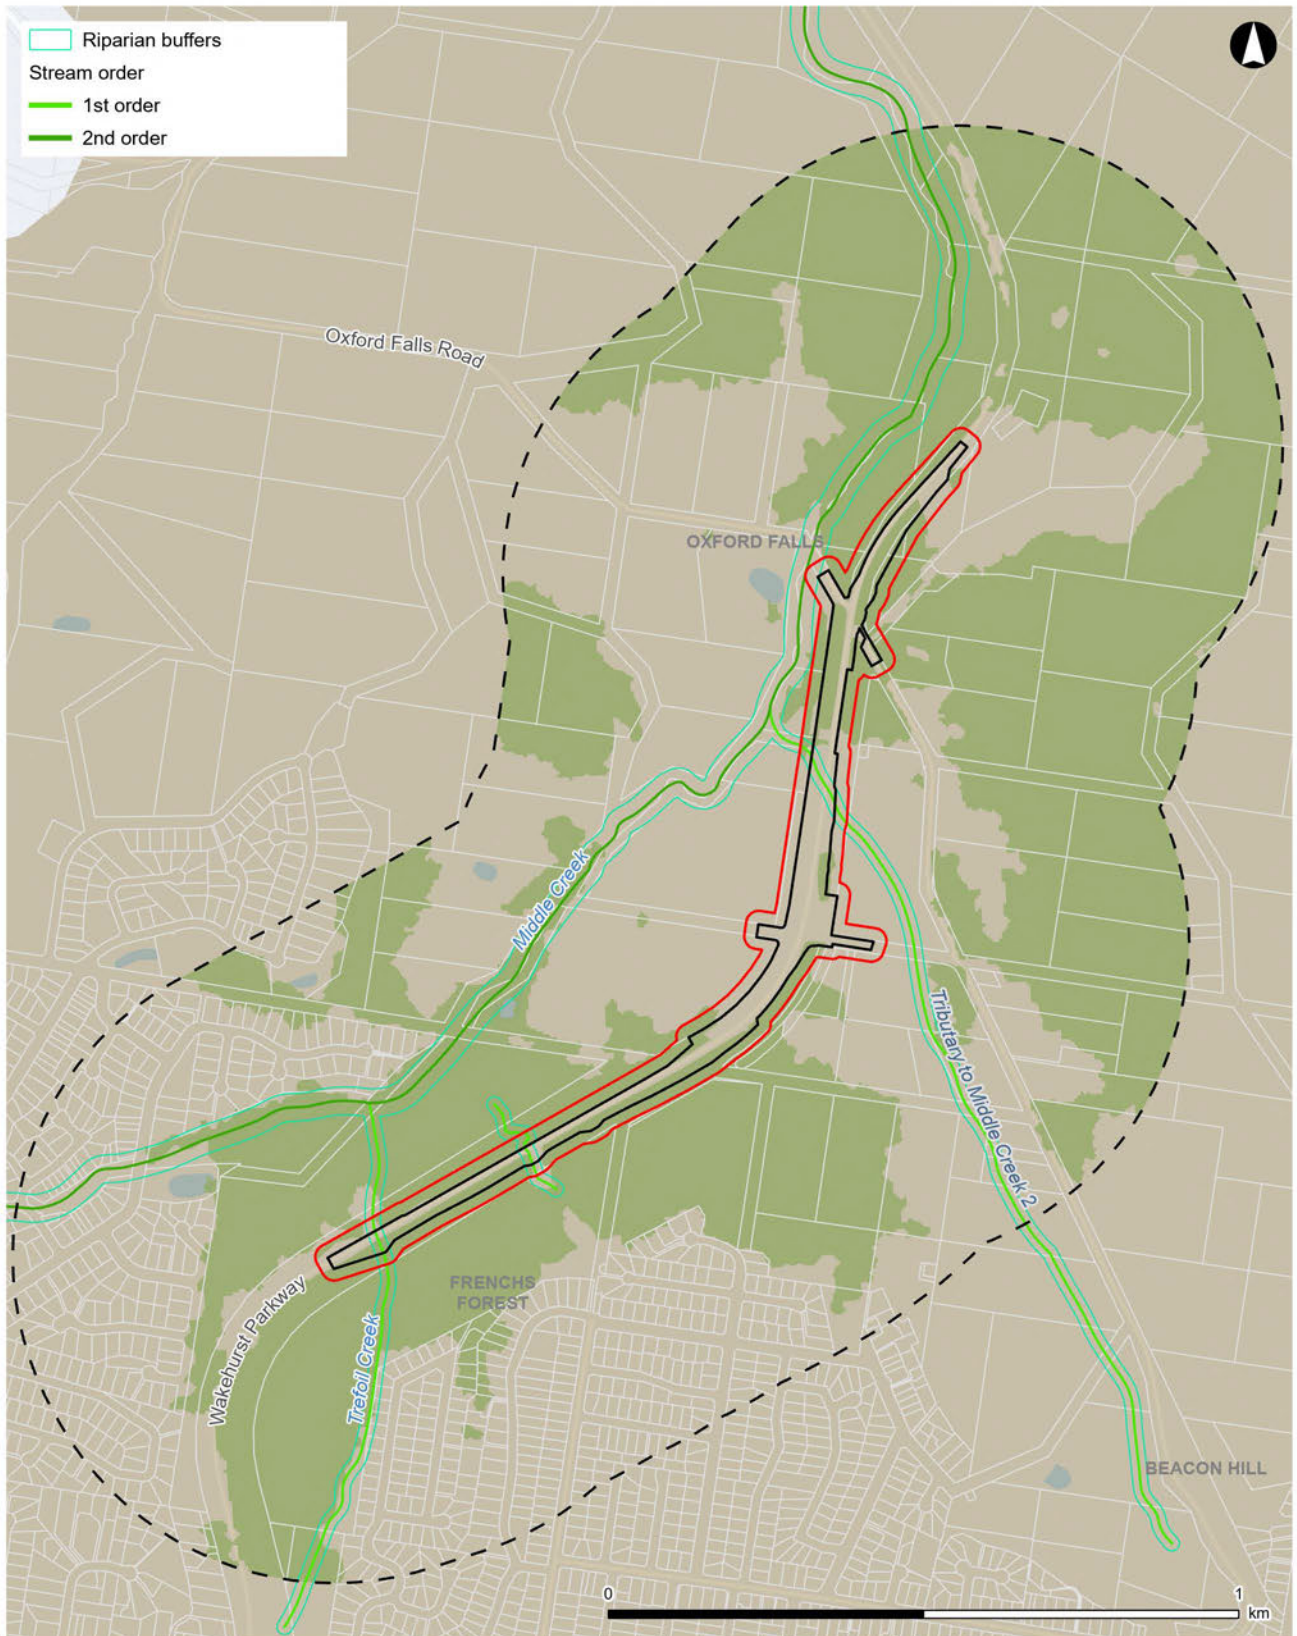 Riparian buffers
Stream order
1st order
2nd order
Oxford Falls Road
OXFORD FALLS
Middle Creek
Tributary to Middle Creek 2
FRENCHS
FOREST
Wakehurst Parkway
Trefoil Creek
BEACON HILL
0
1
km